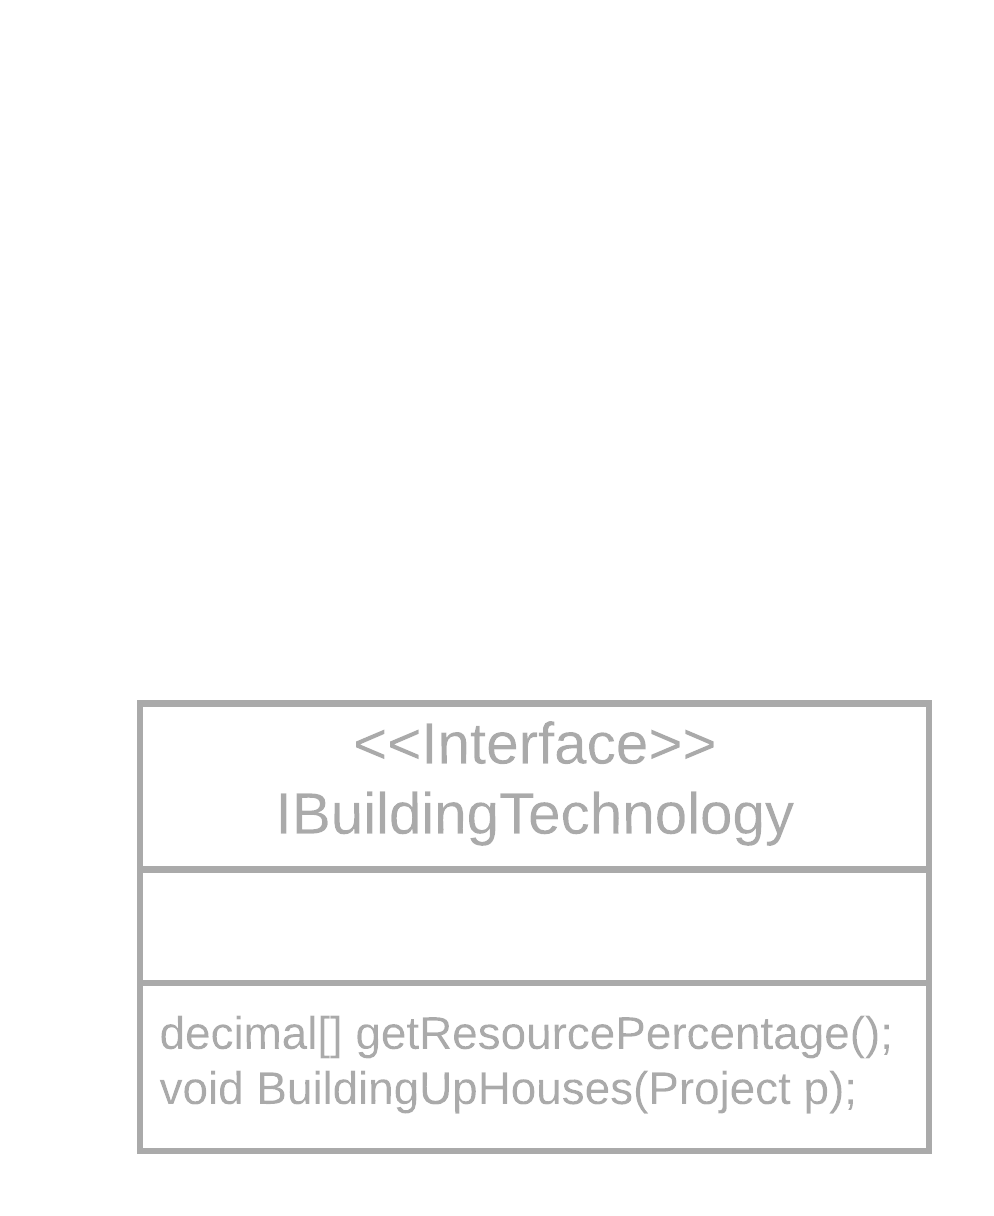 <<Interface>>
IBuildingTechnology
decimal[] getResourcePercentage();
void BuildingUpHouses(Project p);